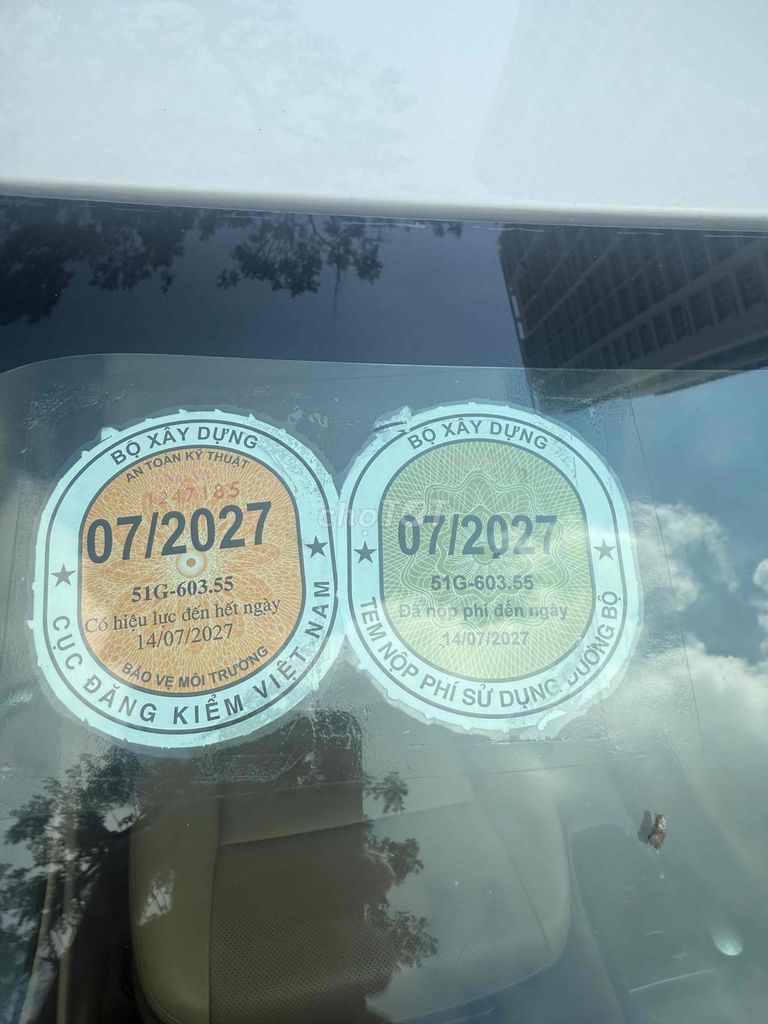 BỘ XÂY DỰNG
AN TOÀN KỸ THUẬT
1247185
07/2027
51G-603.55
Có hiệu lực đến hết ngày
14/07/2027
BẢO VỆ MÔI TRƯỜNG
CỤC ĐĂNG KIỂM VIỆT NAM
BỘ XÂY DỰNG
07/2027
51G-603.55
Đã nộp phí đến ngày
14/07/2027
TEM NỘP PHÍ SỬ DỤNG ĐƯỜNG BỘ
chợTỐT